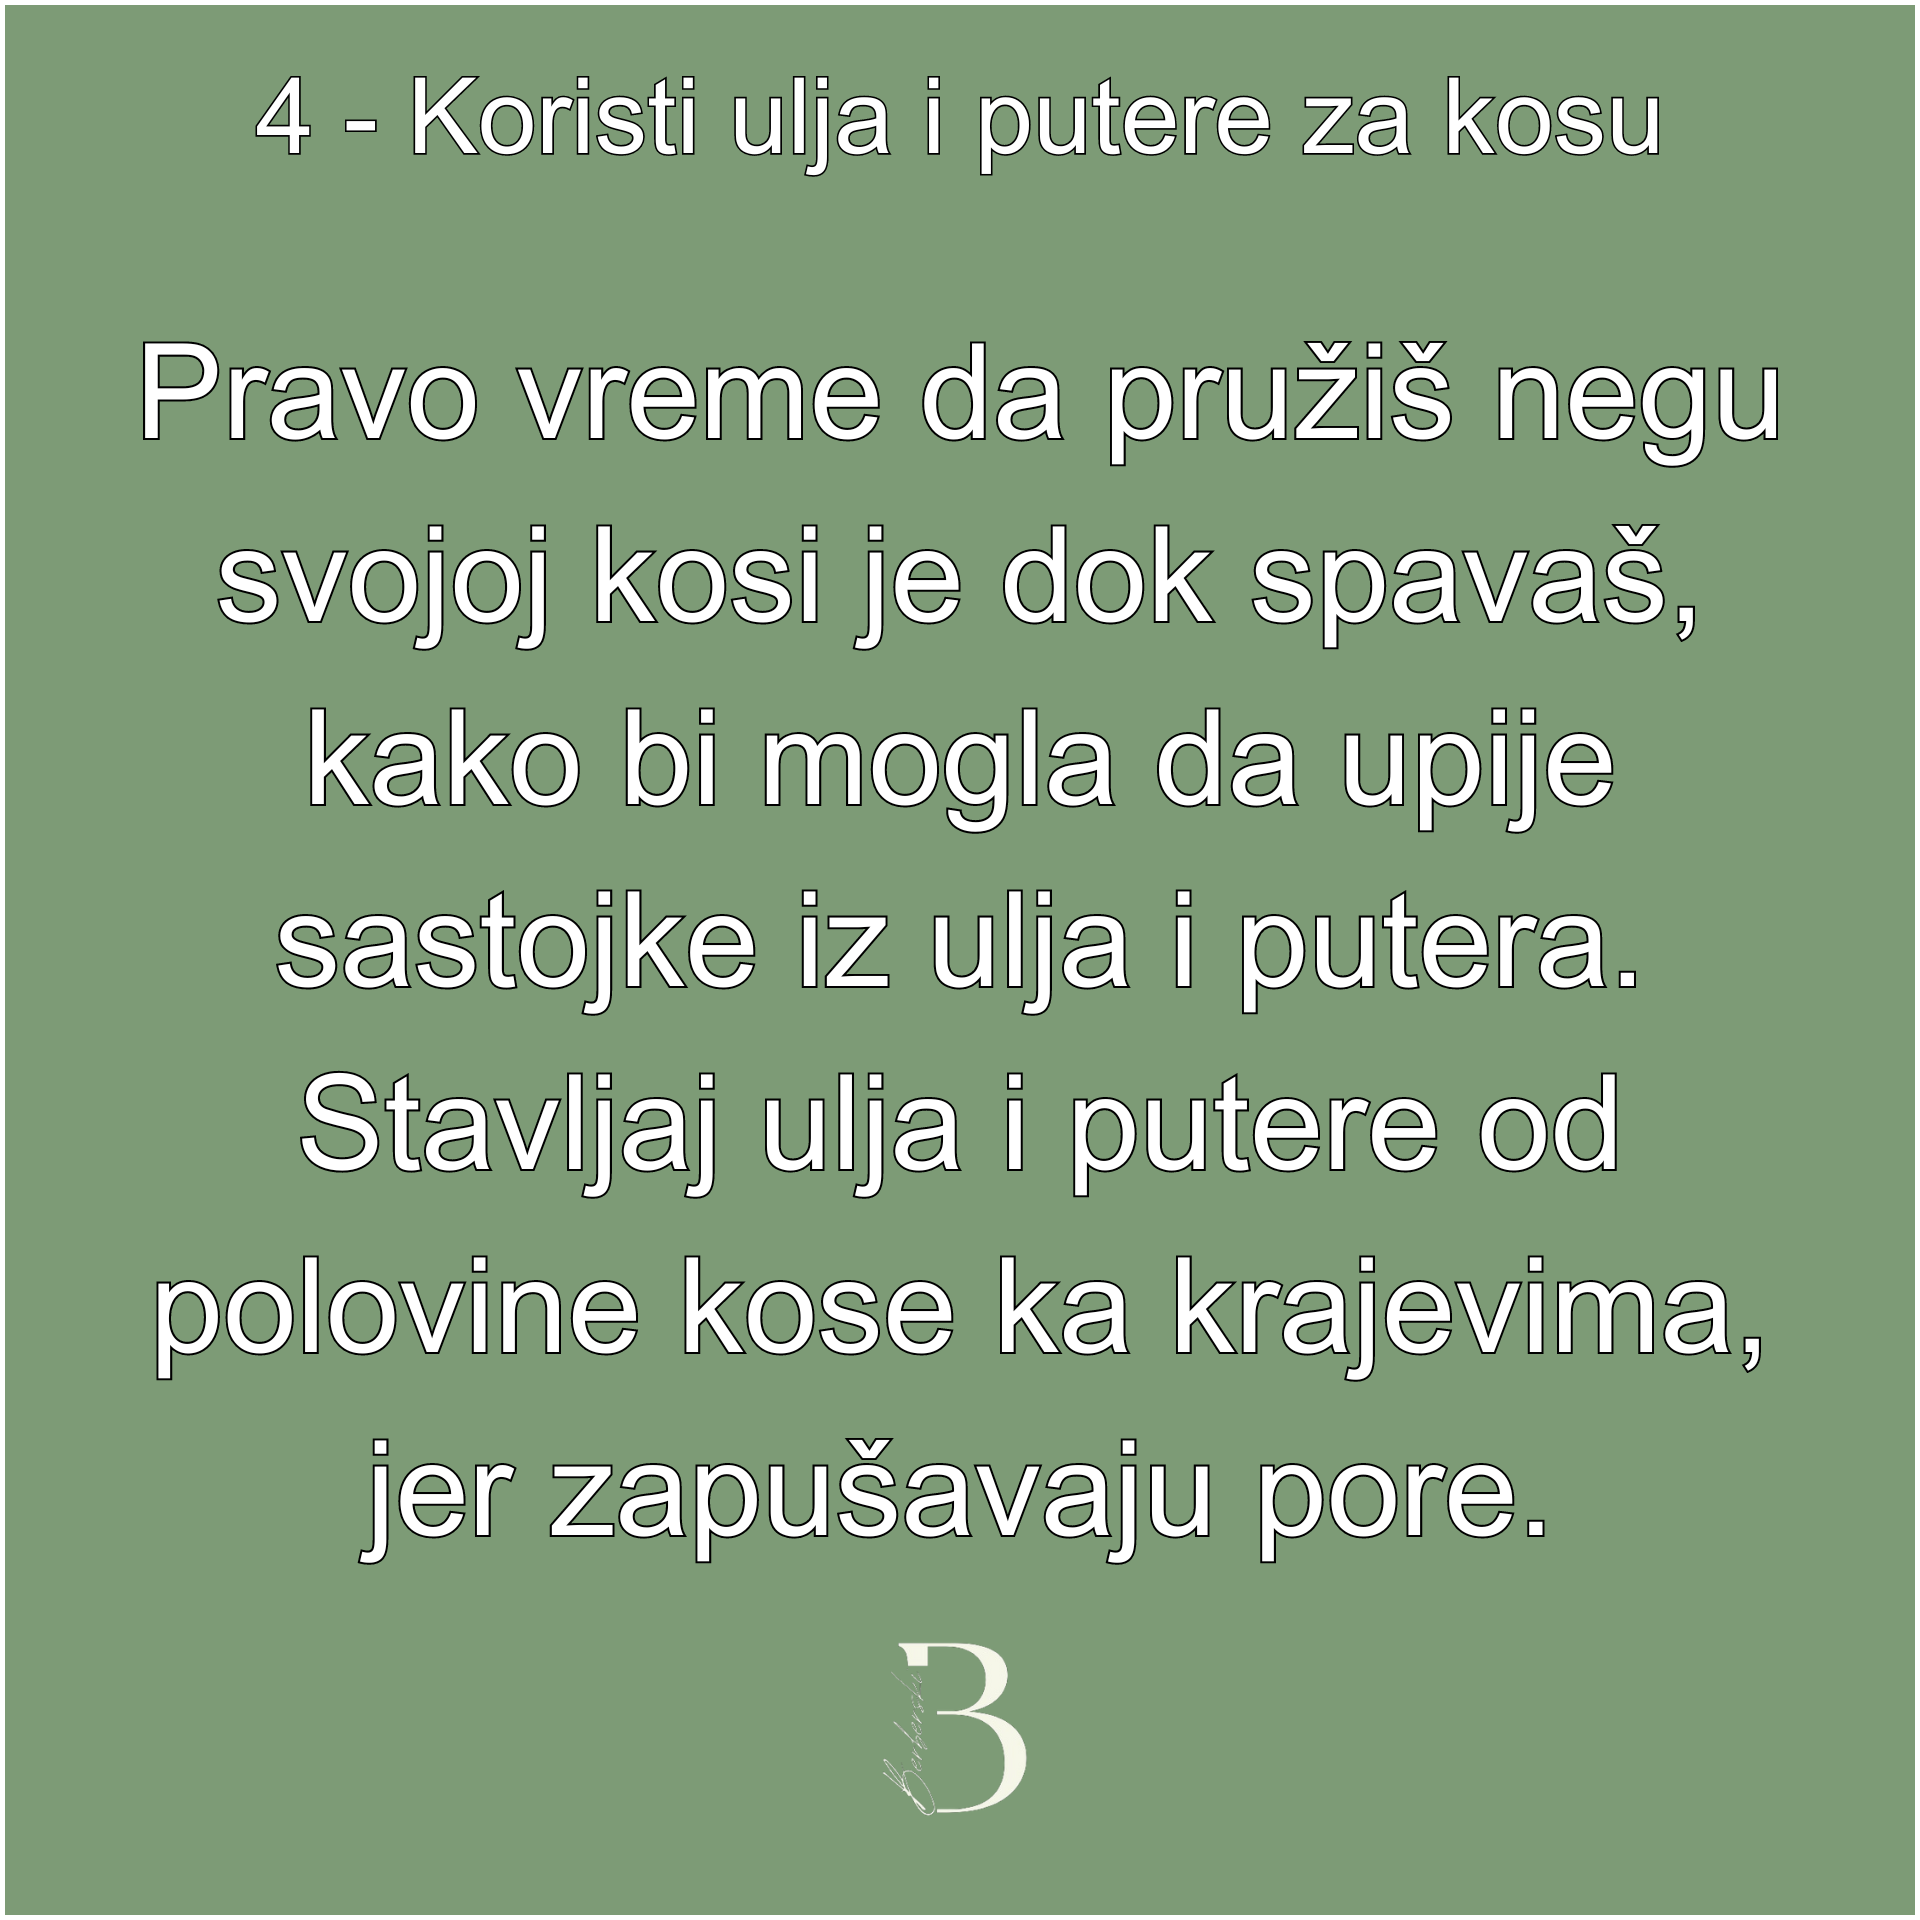 4 - Koristi ulja i putere za kosu
Pravo vreme da pružiš negu
svojoj kosi je dok spavaš,
kako bi mogla da upije
sastojke iz ulja i putera.
Stavljaj ulja i putere od
polovine kose ka krajevima,
jer zapušavaju pore.
B